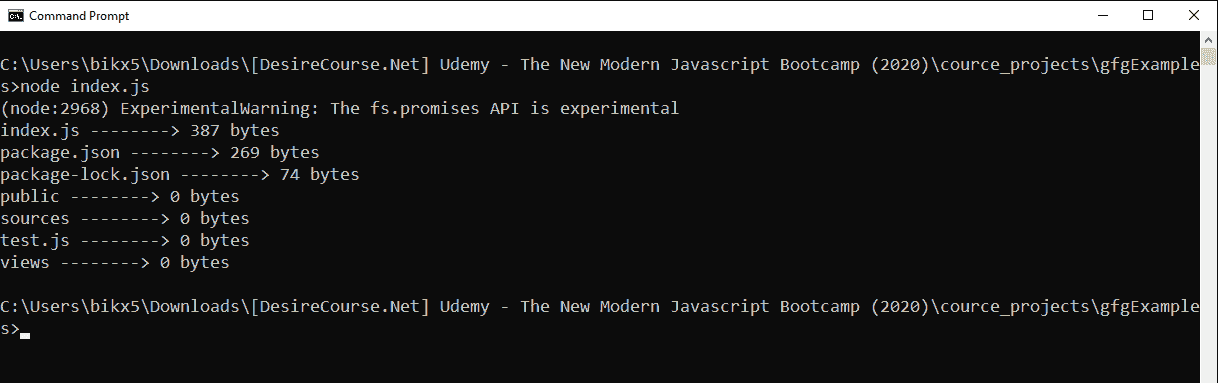 Command Prompt
C:\Users\bikx5\Downloads\[DesireCourse.Net] Udemy - The New Modern Javascript Bootcamp (2020)\cource_projects\gfgExample
s>node index.js
(node:2968) ExperimentalWarning: The fs.promises API is experimental
index.js --------> 387 bytes
package.json --------> 269 bytes
package-lock.json --------> 74 bytes
public --------> 0 bytes
sources --------> 0 bytes
test.js --------> 0 bytes
views --------> 0 bytes
C:\Users\bikx5\Downloads\[DesireCourse.Net] Udemy - The New Modern Javascript Bootcamp (2020)\cource_projects\gfgExample
s>